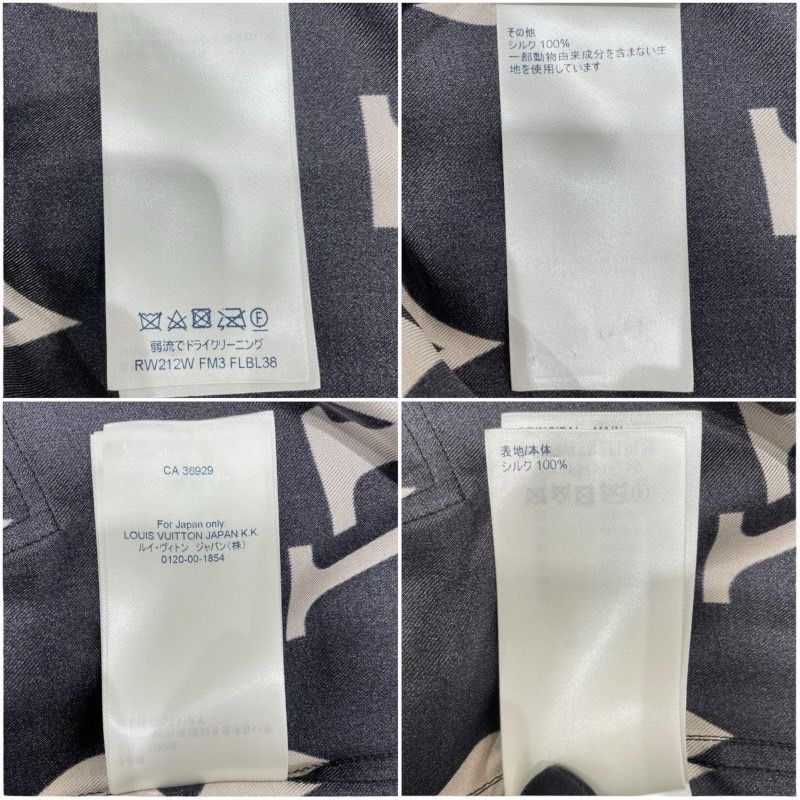 弱流でドライクリーニング
RW212W FM3 FLBL38
その他
シルク 100%
一部動物由来成分を含まない生
地を使用しています
CA 36929
For Japan only:
LOUIS VUITTON JAPAN K.K.
ルイ・ヴィトン ジャパン(株)
0120-00-1854
表地/本体
シルク 100%